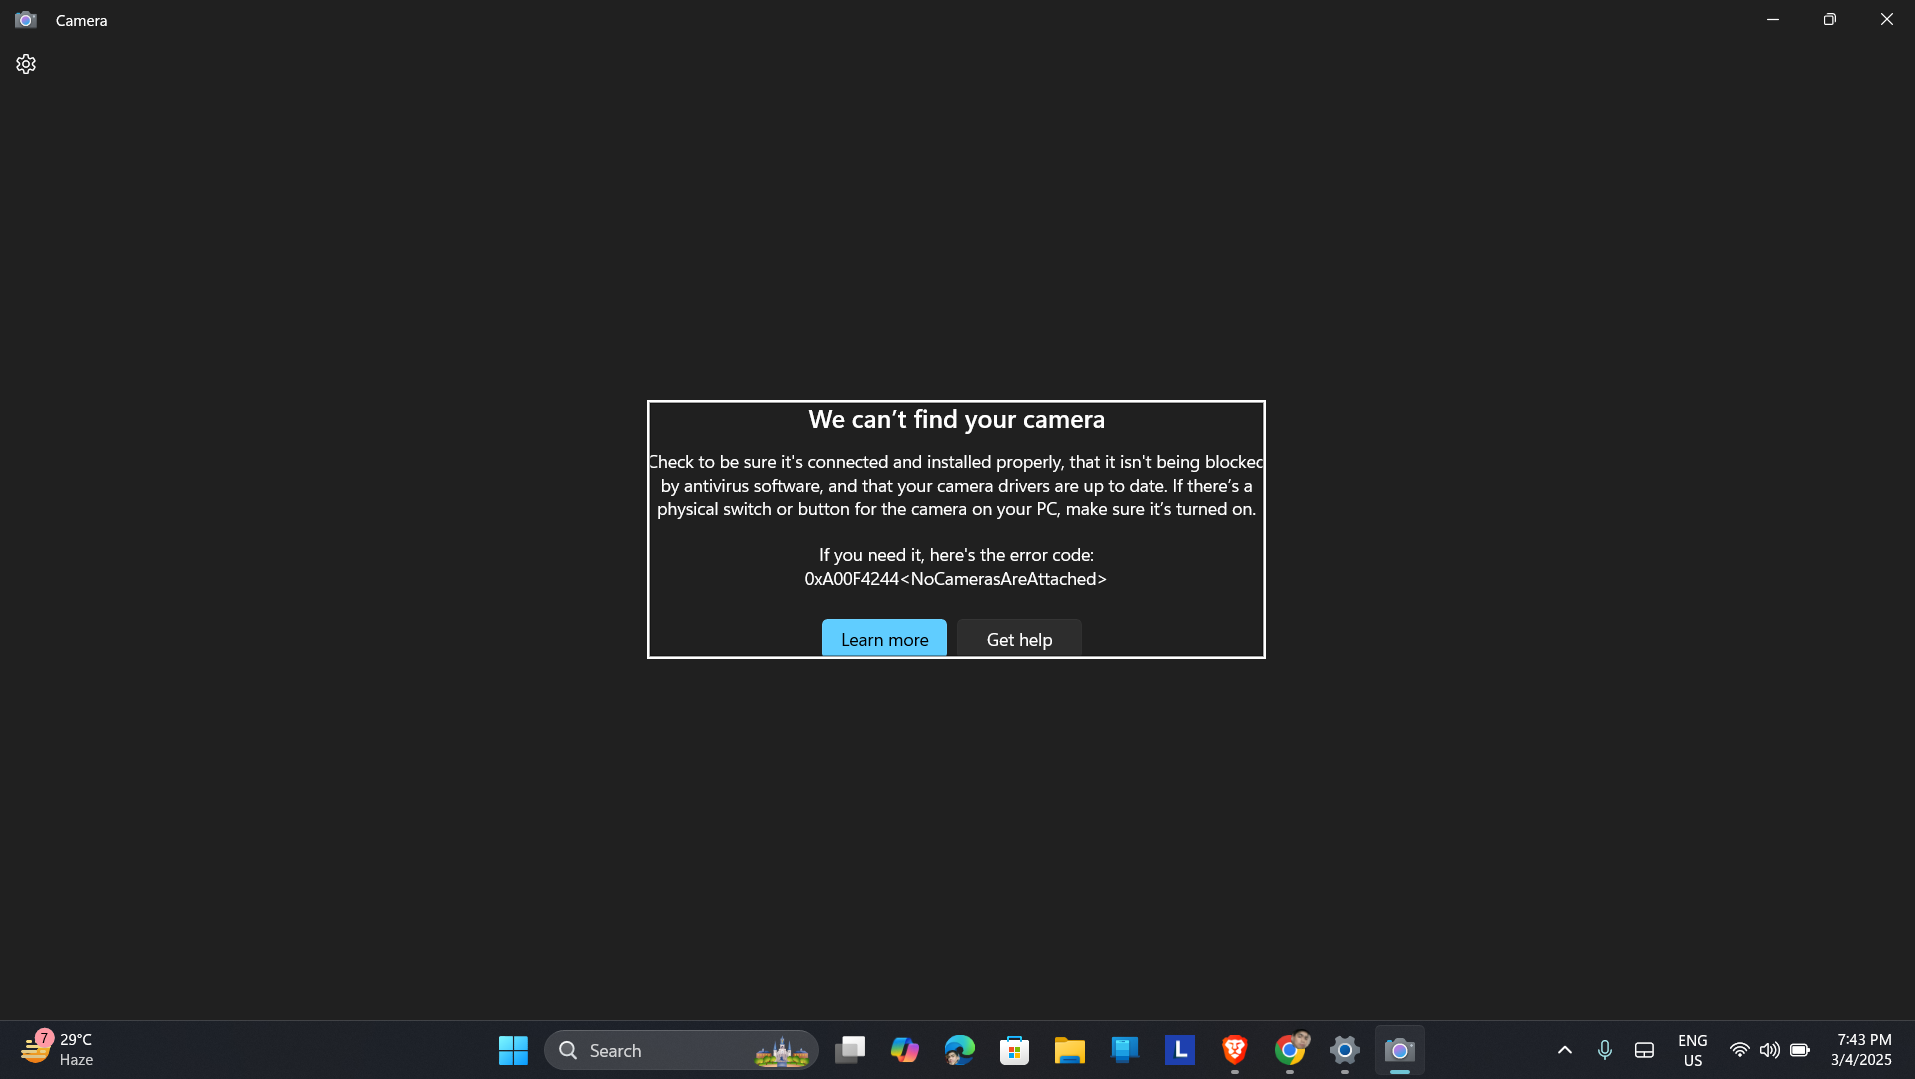 Camera
We can’t find your camera
Check to be sure it's connected and installed properly, that it isn't being blocked
by antivirus software, and that your camera drivers are up to date. If there’s a
physical switch or button for the camera on your PC, make sure it’s turned on.
If you need it, here's the error code:
0xA00F4244<NoCamerasAreAttached>
Learn more
Get help
7
29°C
Haze
Search
L
ENG
US
7:43 PM
3/4/2025